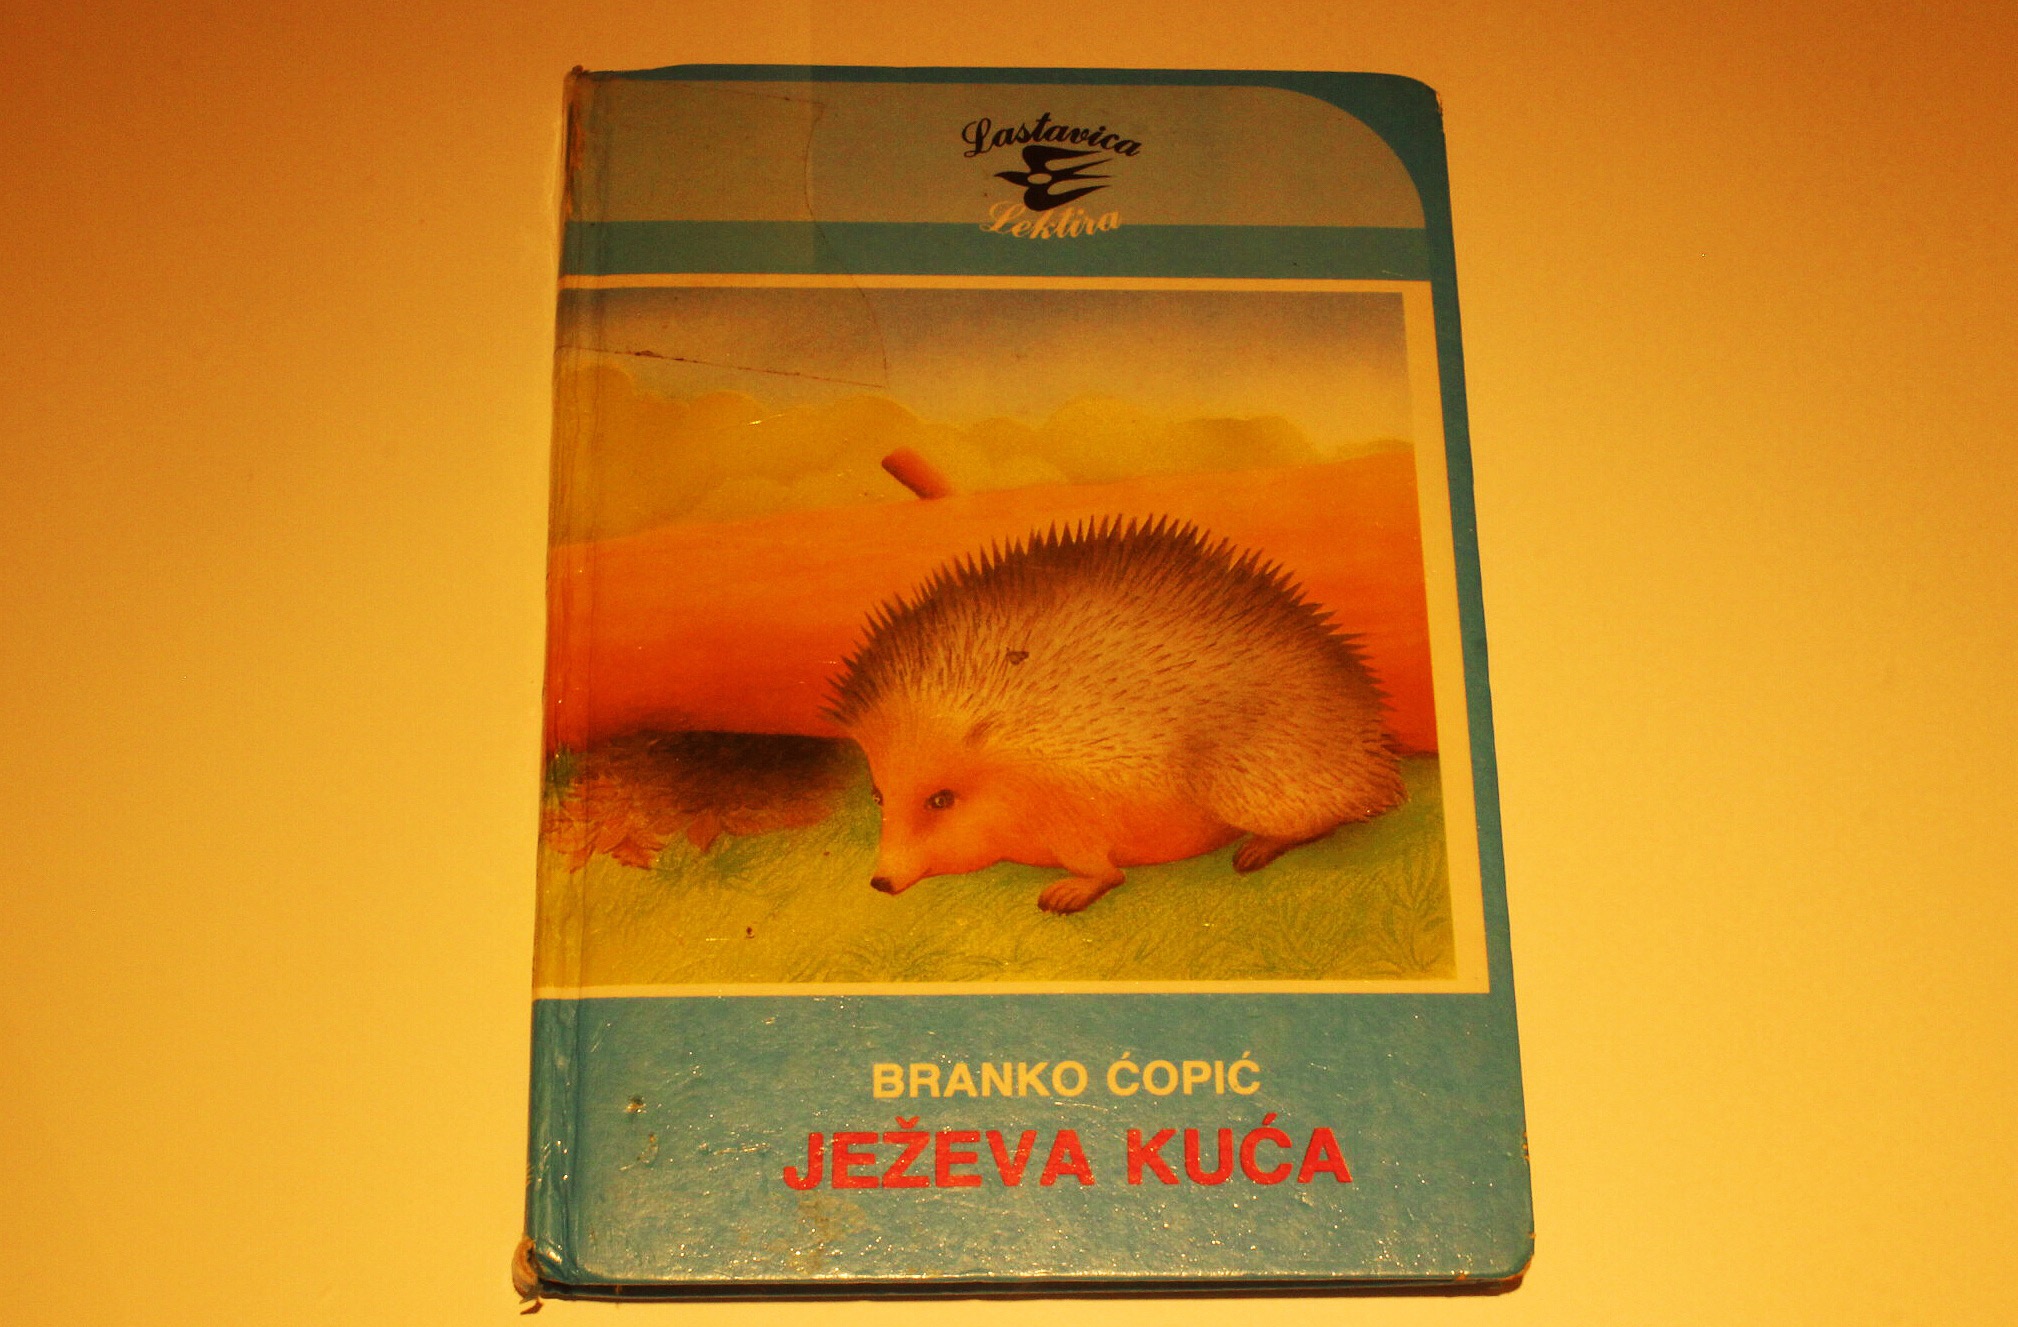 Lastavica
Lektira
BRANKO ĆOPIĆ
JEŽEVA KUĆA